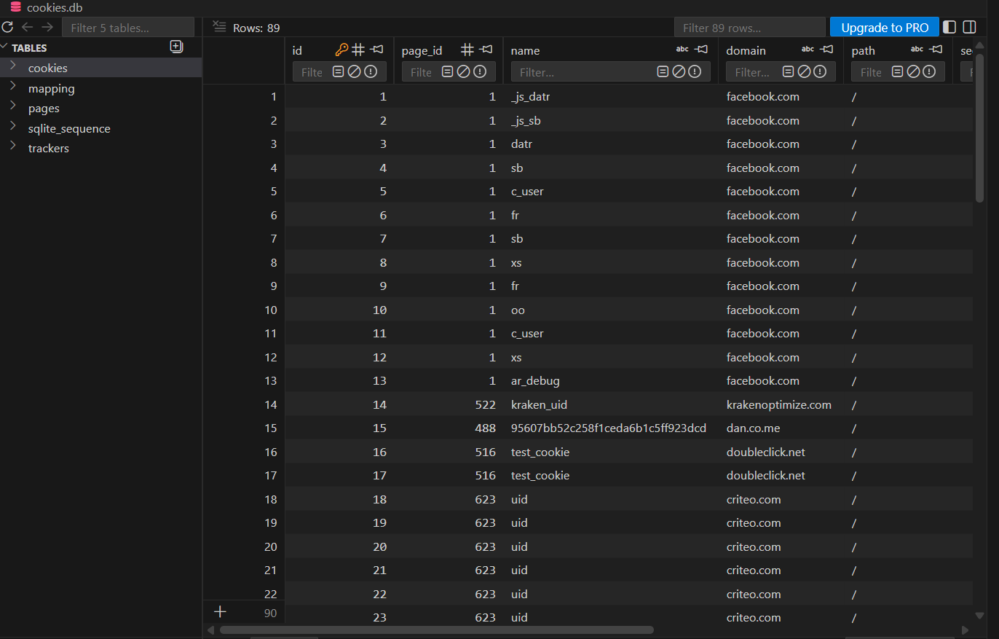 cookies.db
Filter 5 tables... Rows: 89 Filter 89 rows... Upgrade to PRO
TABLES
cookies
mapping
pages
sqlite_sequence
trackers
id page_id name abc domain abc path abc se
Filte Filte Filter... Filter... Filte F
1 1 1 _js_datr facebook.com /
2 2 1 _js_sb facebook.com /
3 3 1 datr facebook.com /
4 4 1 sb facebook.com /
5 5 1 c_user facebook.com /
6 6 1 fr facebook.com /
7 7 1 sb facebook.com /
8 8 1 xs facebook.com /
9 9 1 fr facebook.com /
10 10 1 oo facebook.com /
11 11 1 c_user facebook.com /
12 12 1 xs facebook.com /
13 13 1 ar_debug facebook.com /
14 14 522 kraken_uid krakenoptimize.com /
15 15 488 95607bb52c258f1ceda6b1c5ff923dcd dan.co.me /
16 16 516 test_cookie doubleclick.net /
17 17 516 test_cookie doubleclick.net /
18 18 623 uid criteo.com /
19 19 623 uid criteo.com /
20 20 623 uid criteo.com /
21 21 623 uid criteo.com /
22 22 623 uid criteo.com /
90 23 623 uid criteo.com /